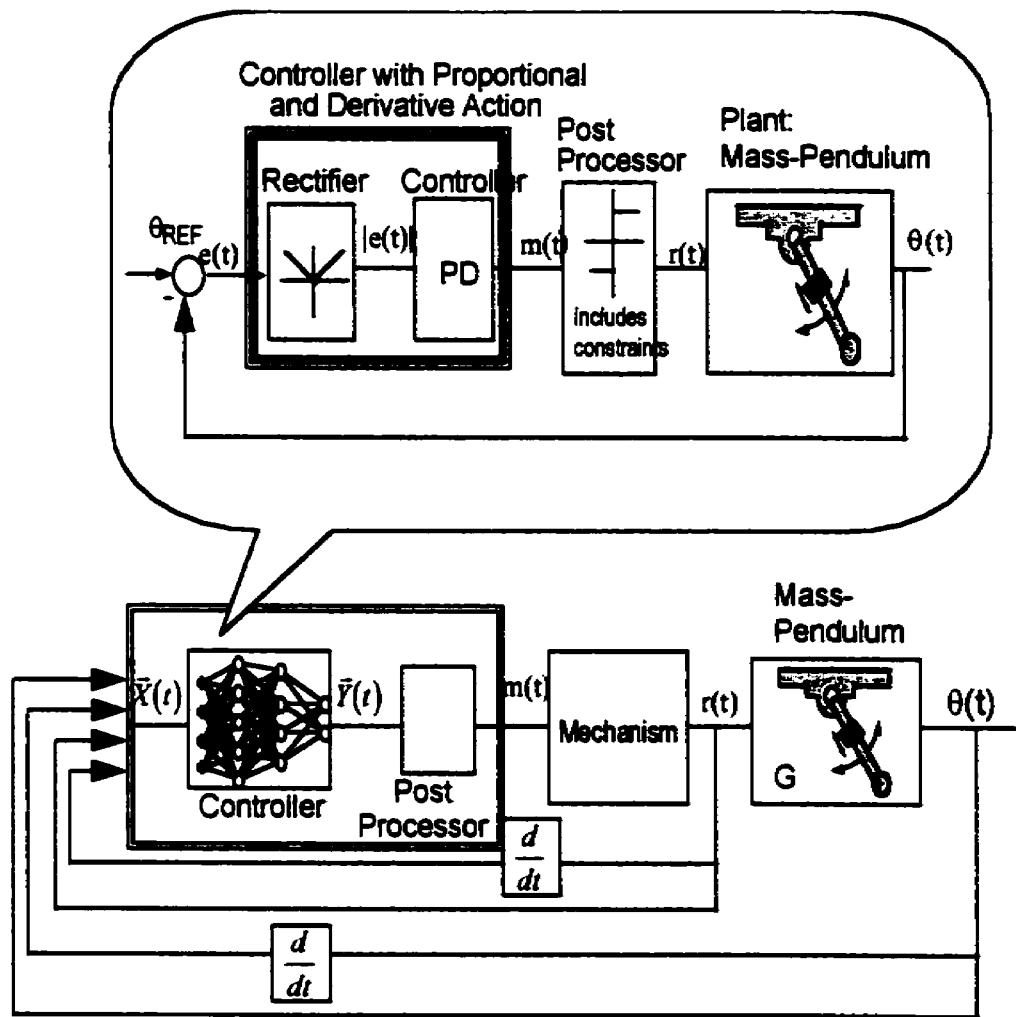 Controller with Proportional
and Derivative Action
Post
Processor
Plant:
Mass-Pendulum
Rectifier
Controller
θREF
e(t)
|e(t)|
PD
m(t)
includes
constraints
r(t)
θ(t)
-
Mass-
Pendulum
X⃗(t)
Controller
Y⃗(t)
Post
Processor
m(t)
Mechanism
r(t)
G
θ(t)
d
dt
d
dt